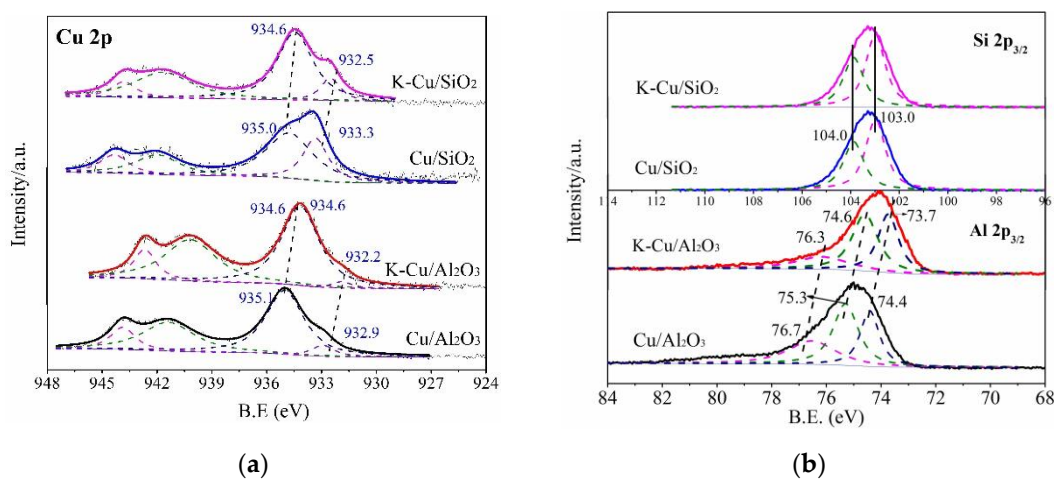 Cu 2p
934.6
932.5
K-Cu/SiO₂
935.0
933.3
Cu/SiO₂
934.6
934.6
932.2
K-Cu/Al₂O₃
935.1
932.9
Cu/Al₂O₃
Intensity/a.u.
948 945 942 939 936 933 930 927 924
B.E (eV)
(a)
Si 2p₃/₂
K-Cu/SiO₂
104.0
103.0
Cu/SiO₂
116 114 112 110 108 106 104 102 100 98 96
74.6
73.7
Al 2p₃/₂
76.3
K-Cu/Al₂O₃
75.3
74.4
76.7
Cu/Al₂O₃
Intensity/a.u.
84 82 80 78 76 74 72 70 68
B.E. (eV)
(b)